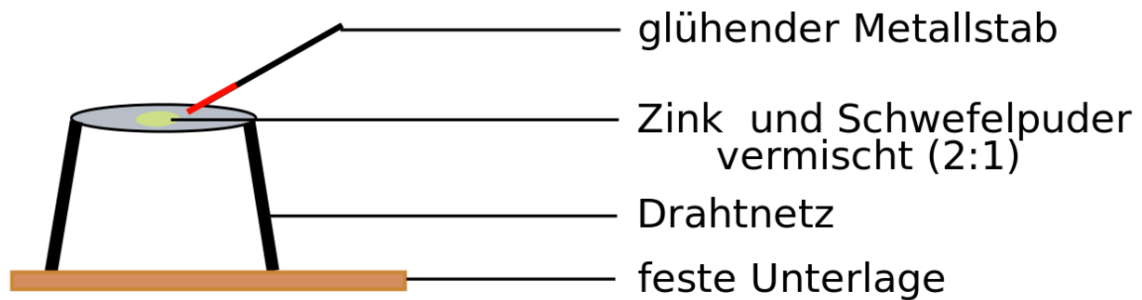 glühender Metallstab
Zink und Schwefelpuder
vermischt (2:1)
Drahtnetz
feste Unterlage